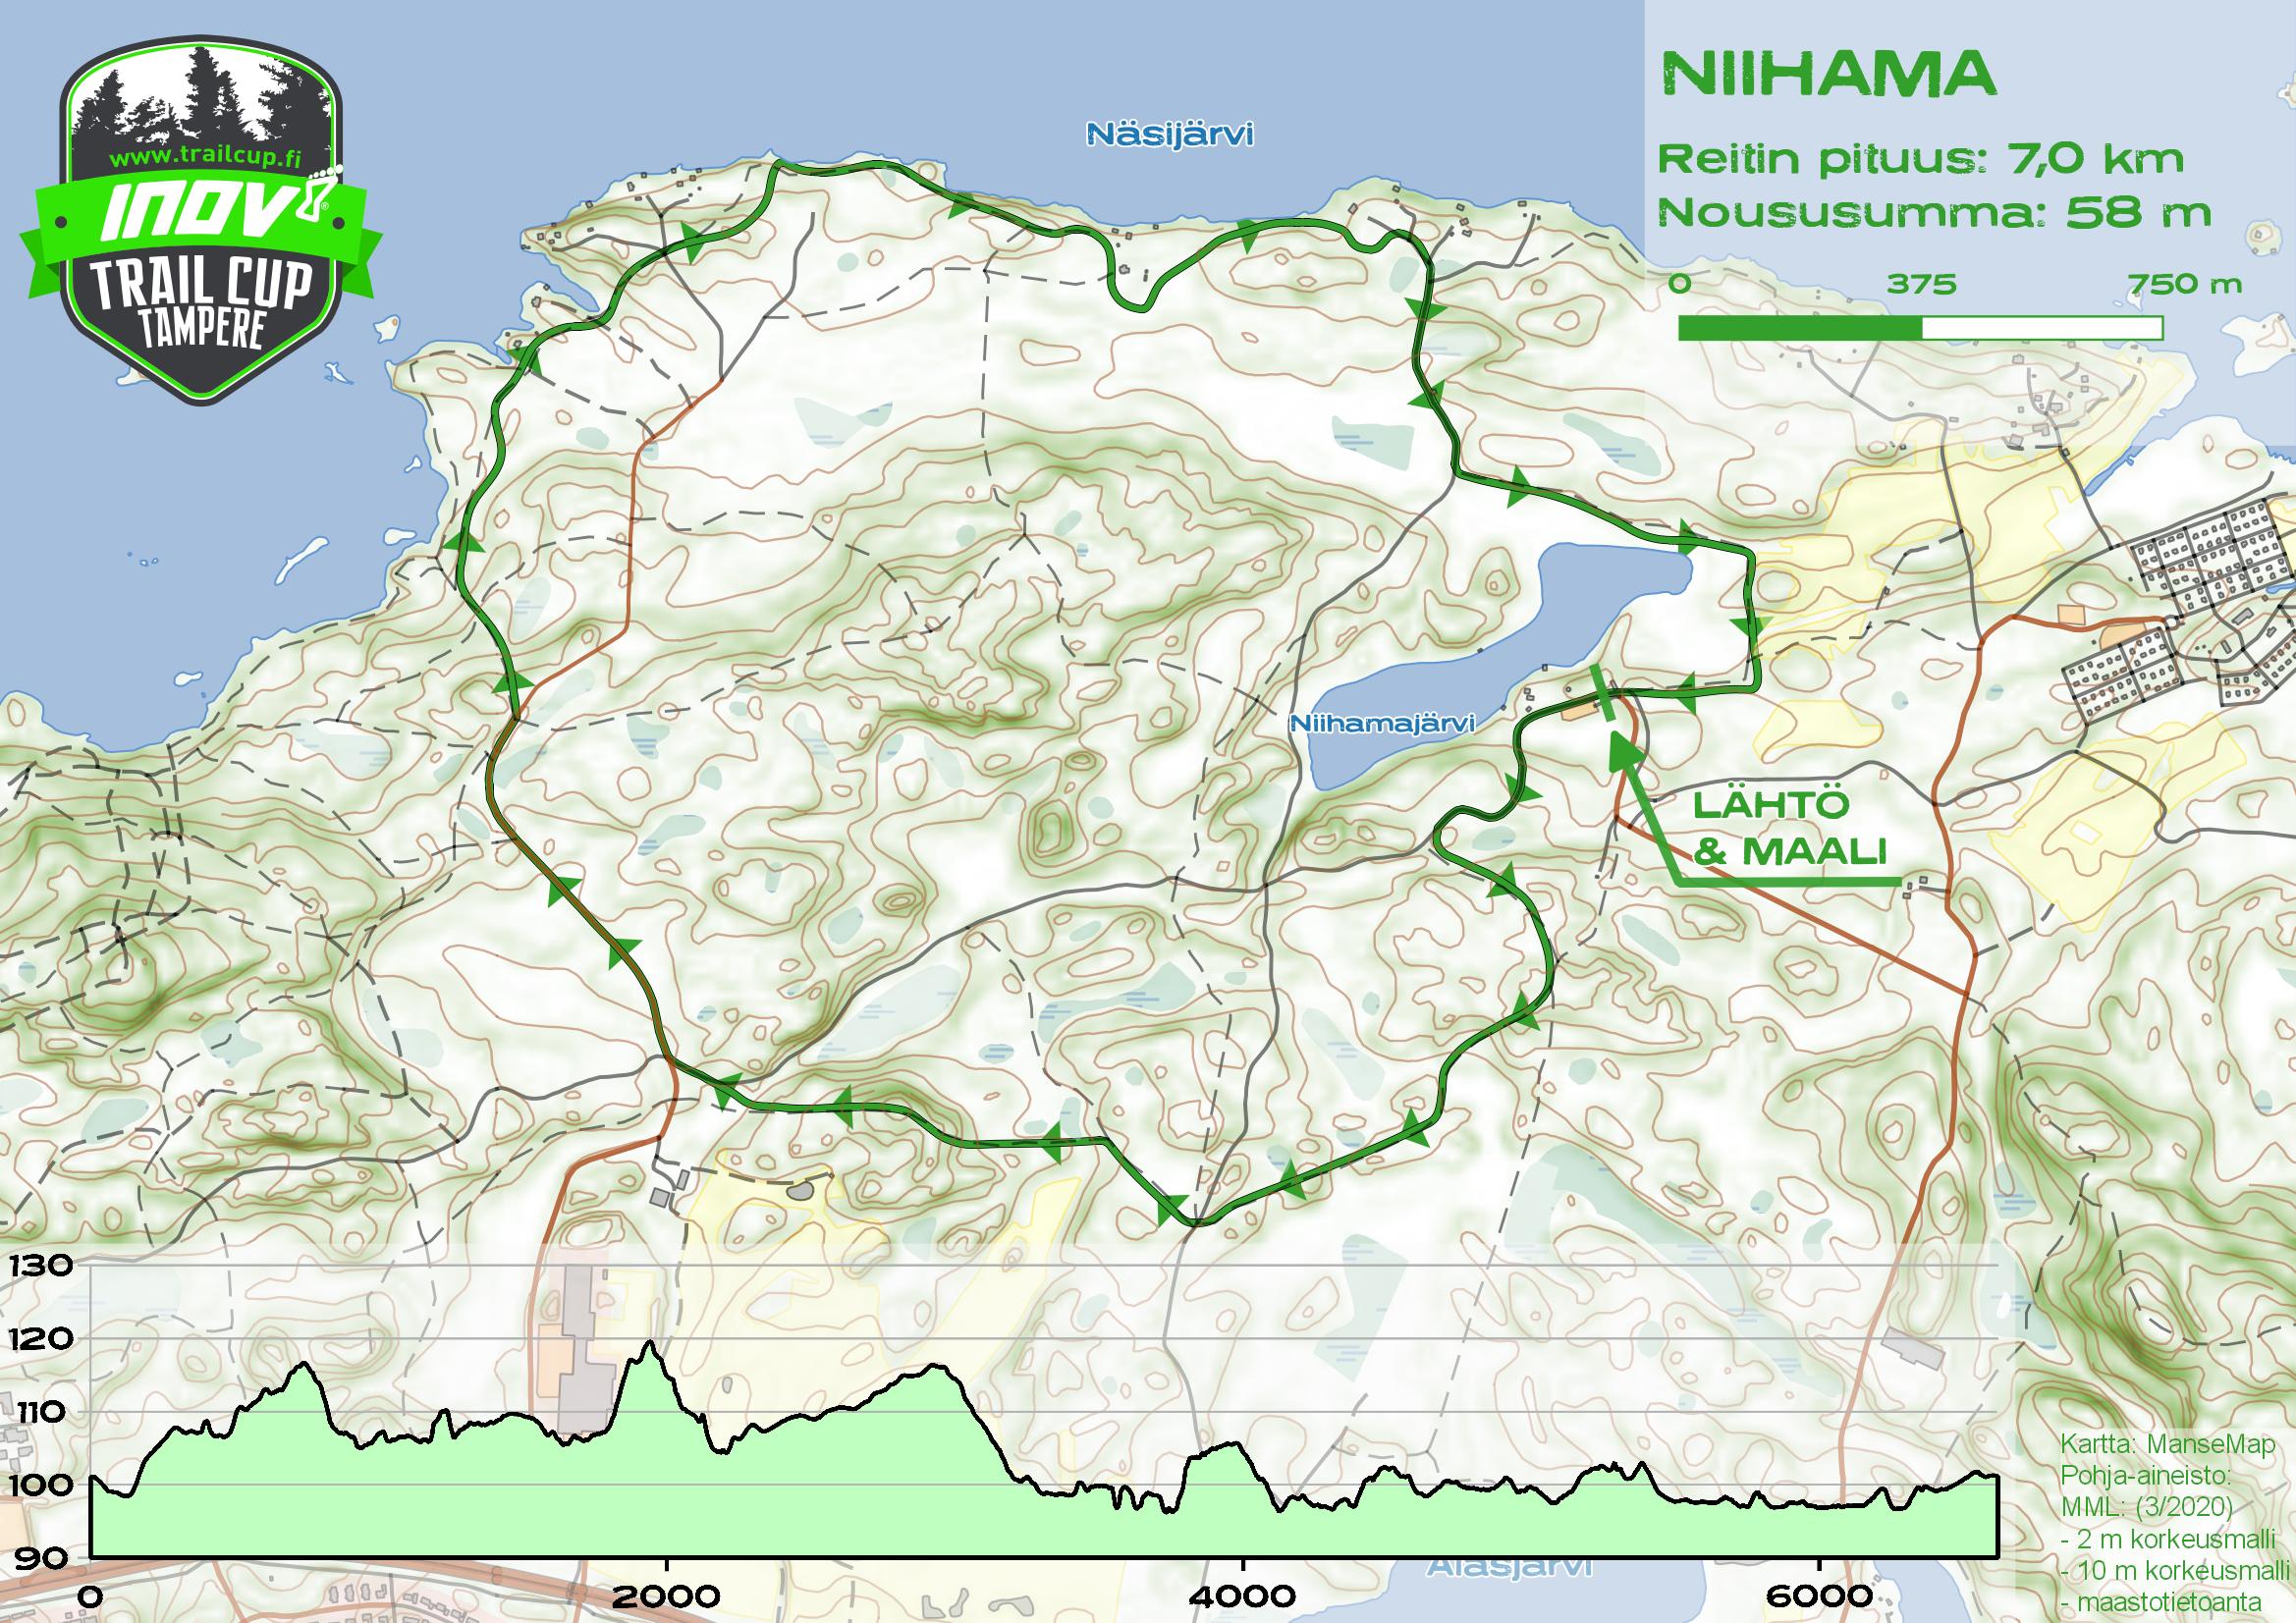 www.trailcup.fi
INOV8®
TRAIL CUP
TAMPERE
NIIHAMA
Reitin pituus: 7,0 km
Noususumma: 58 m
0 375 750 m
Näsijärvi
Niihamajärvi
LÄHTÖ
& MAALI
130
120
110
100
90
0 2000 4000 6000
Alasjärvi
Kartta: ManseMap
Pohja-aineisto:
MML: (3/2020)
- 2 m korkeusmalli
- 10 m korkeusmalli
- maastotietoanta